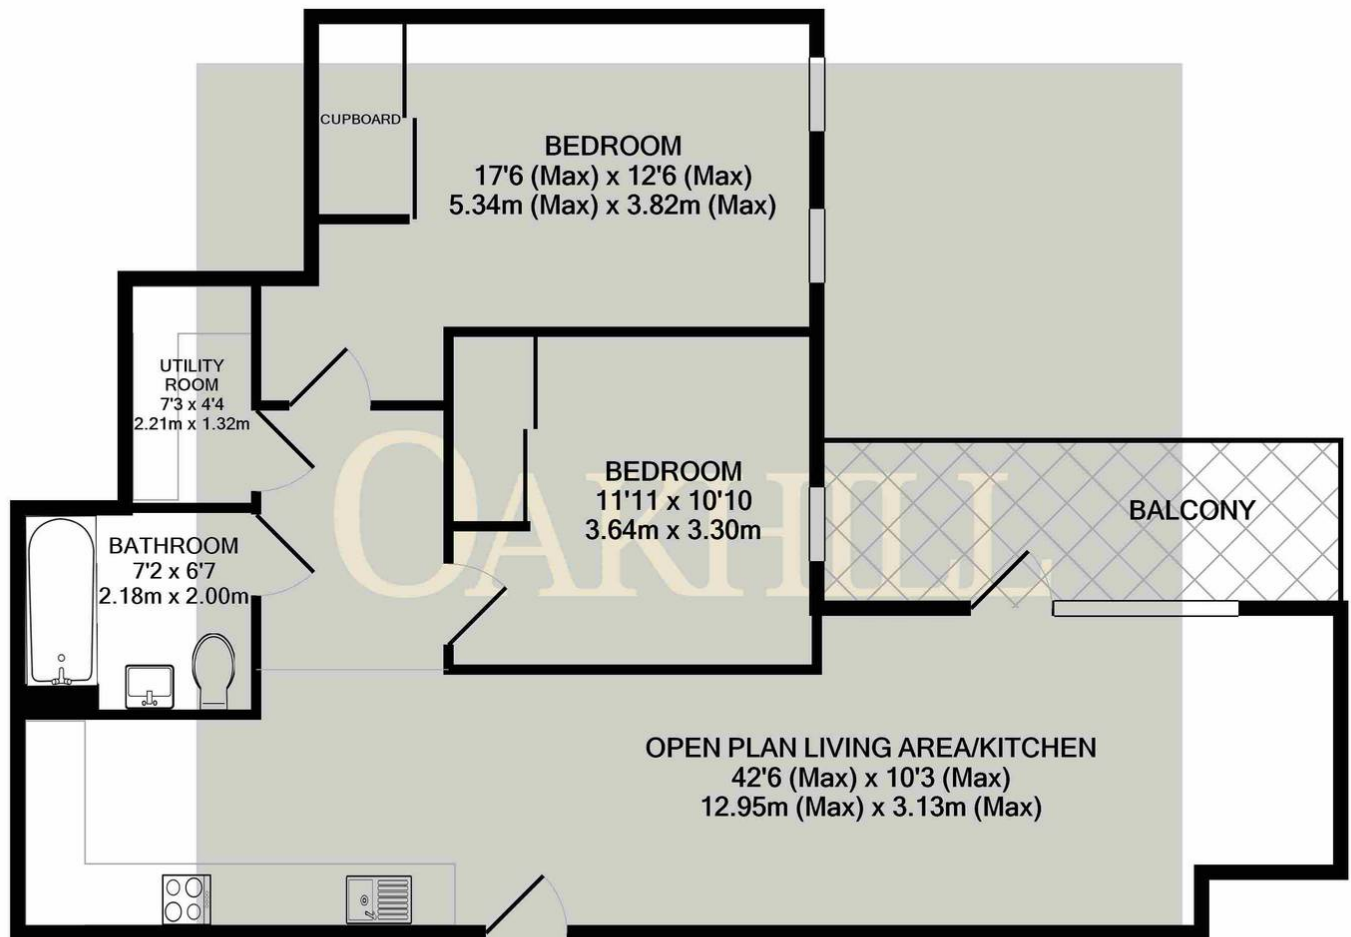 CUPBOARD
BEDROOM
17'6 (Max) x 12'6 (Max)
5.34m (Max) x 3.82m (Max)
UTILITY
ROOM
7'3 x 4'4
2.21m x 1.32m
BEDROOM
11'11 x 10'10
3.64m x 3.30m
OAKHILL
BALCONY
BATHROOM
7'2 x 6'7
2.18m x 2.00m
OPEN PLAN LIVING AREA/KITCHEN
42'6 (Max) x 10'3 (Max)
12.95m (Max) x 3.13m (Max)